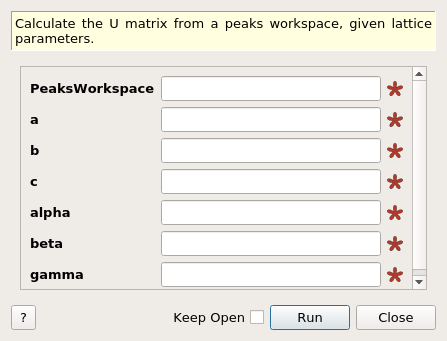 Calculate the U matrix from a peaks workspace, given lattice
parameters.
PeaksWorkspace
a
b
c
alpha
beta
gamma
? Keep Open Run Close